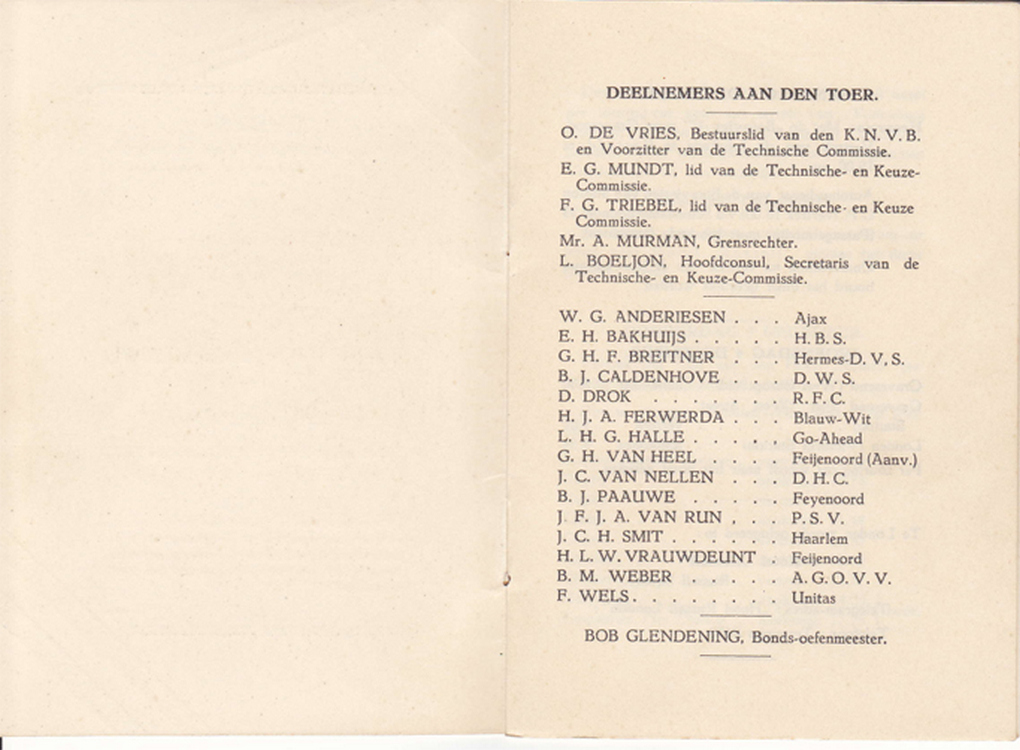 DEELNEMERS AAN DEN TOER.
O. DE VRIES, Bestuurslid van den K. N. V. B.
en Voorzitter van de Technische Commissie.
E. G. MUNDT, lid van de Technische- en Keuze-
Commissie.
F. G. TRIEBEL, lid van de Technische- en Keuze
Commissie.
Mr. A. MURMAN, Grensrechter.
L. BOELJON, Hoofdconsul, Secretaris van de
Technische- en Keuze-Commissie.
W. G. ANDERIESEN . . . Ajax
E. H. BAKHUIJS . . . . . H. B. S.
G. H. F. BREITNER . . . Hermes-D. V, S.
B. J. CALDENHOVE . . . D. W. S.
D. DROK . . . . . . . R. F. C.
H. J. A. FERWERDA . . . Blauw-Wit
L. H. G. HALLE . . . . , Go-Ahead
G. H. VAN HEEL . . . . Feijenoord (Aanv.)
J. C. VAN NELLEN . . . D. H. C.
B. J. PAAUWE . . . . . Feyenoord
J. F. J. A. VAN RUN , . . P. S. V.
J. C. H. SMIT . . . . . . Haarlem
H. L. W. VRAUWDEUNT . Feijenoord
B. M. WEBER . . . . . A. G. O. V. V.
F. WELS . . . . . . . . Unitas
BOB GLENDENING, Bonds-oefenmeester.